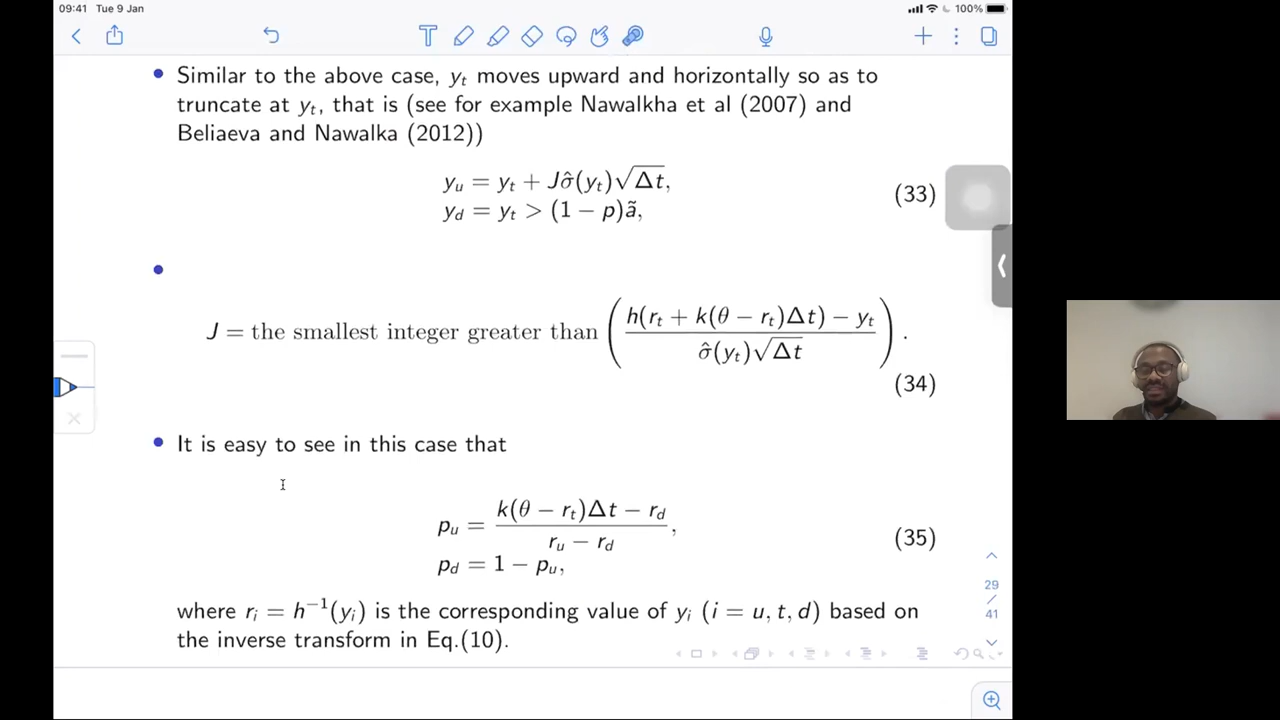 09:41 Tue 9 Jan
100%
T
• Similar to the above case, yₜ moves upward and horizontally so as to
truncate at yₜ, that is (see for example Nawalkha et al (2007) and
Beliaeva and Nawalka (2012))
y_u = y_t + Jσ̂(y_t)√Δt,
y_d = y_t > (1 − p)ã,
(33)
•
J = the smallest integer greater than ( (h(r_t + k(θ − r_t)Δt) − y_t) / (σ̂(y_t)√Δt) ) .
(34)
• It is easy to see in this case that
p_u = (k(θ − r_t)Δt − r_d) / (r_u − r_d),
p_d = 1 − p_u,
(35)
where r_i = h⁻¹(y_i) is the corresponding value of y_i (i = u, t, d) based on
the inverse transform in Eq.(10).
29
/
41